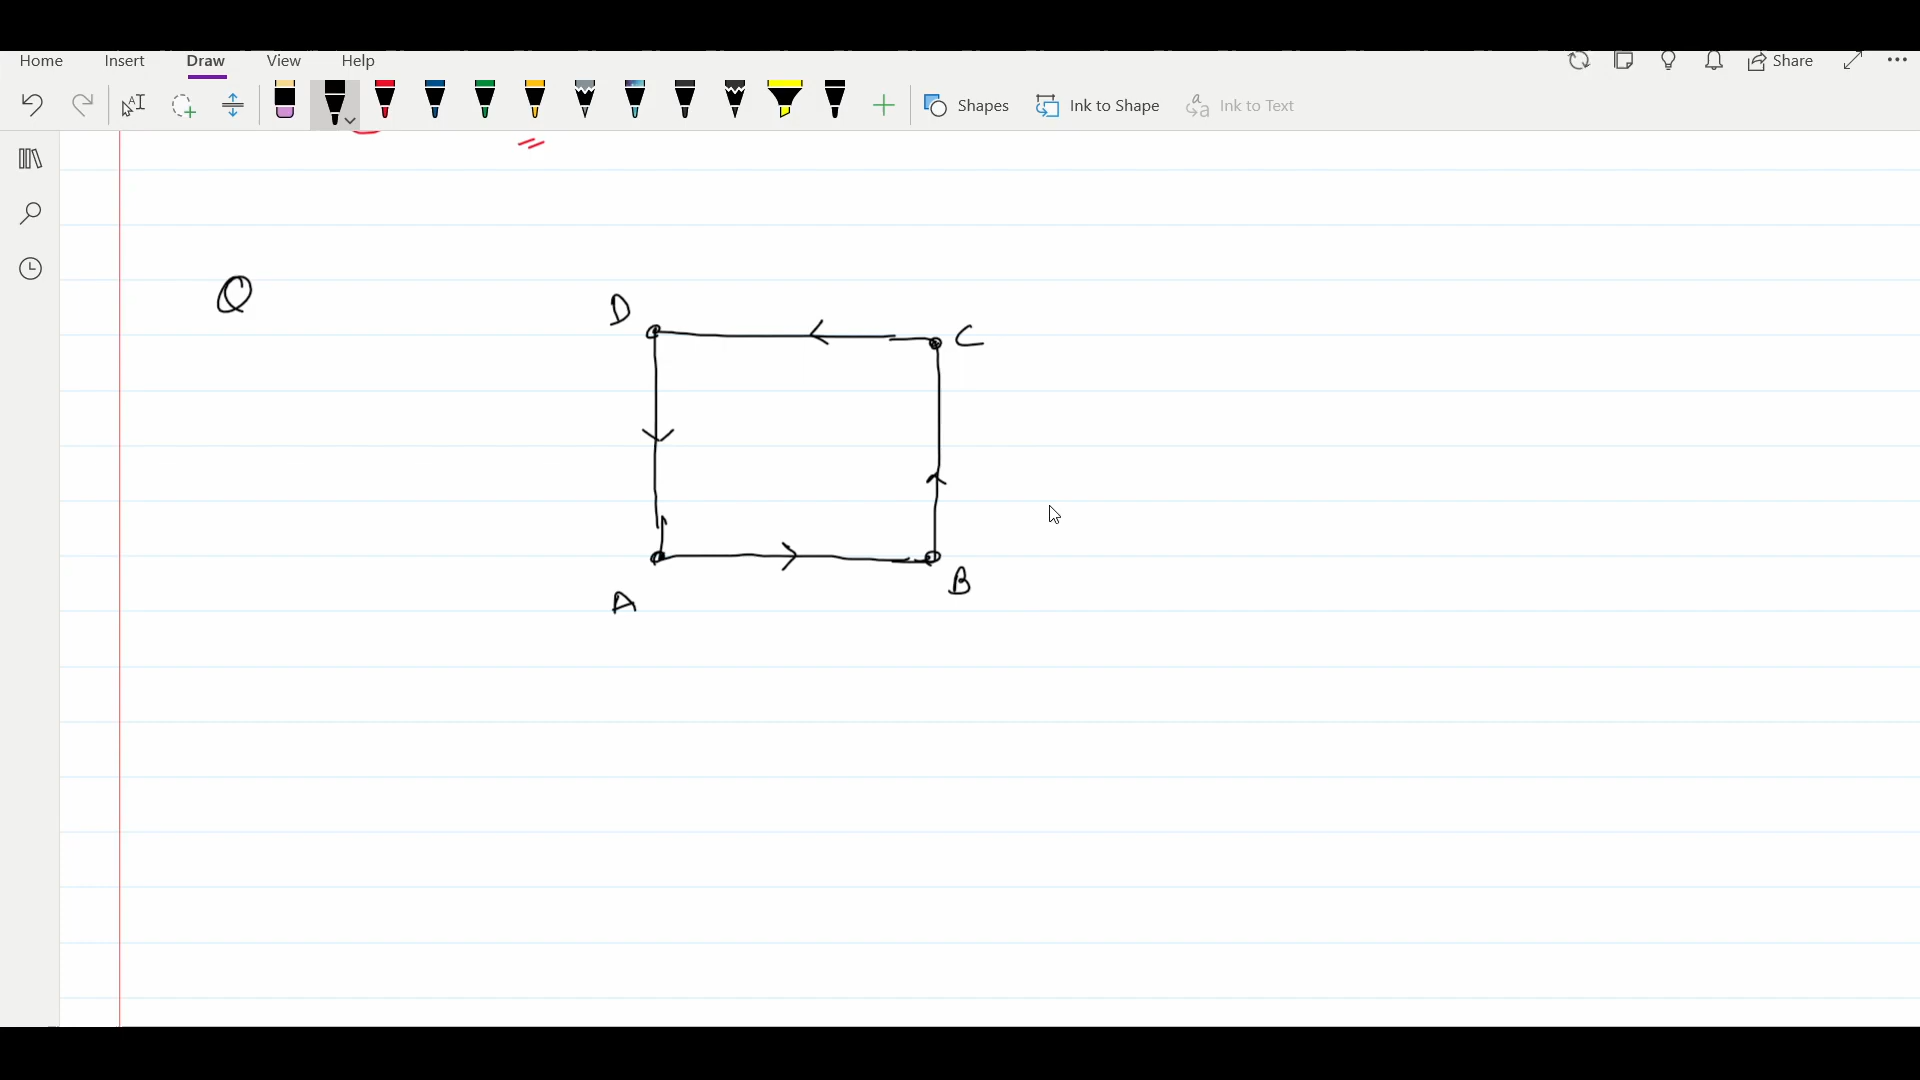 Home Insert Draw View Help Share
Shapes Ink to Shape Ink to Text
Q
D
C
B
A